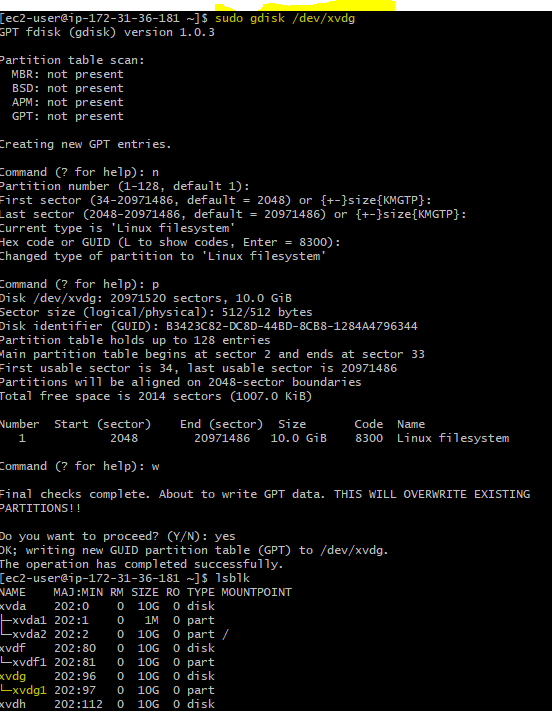 [ec2-user@ip-172-31-36-181 ~]$ sudo gdisk /dev/xvdg
GPT fdisk (gdisk) version 1.0.3
Partition table scan:
  MBR: not present
  BSD: not present
  APM: not present
  GPT: not present
Creating new GPT entries.
Command (? for help): n
Partition number (1-128, default 1):
First sector (34-20971486, default = 2048) or {+-}size{KMGTP}:
Last sector (2048-20971486, default = 20971486) or {+-}size{KMGTP}:
Current type is 'Linux filesystem'
Hex code or GUID (L to show codes, Enter = 8300):
Changed type of partition to 'Linux filesystem'
Command (? for help): p
Disk /dev/xvdg: 20971520 sectors, 10.0 GiB
Sector size (logical/physical): 512/512 bytes
Disk identifier (GUID): B3423C82-DC8D-44BD-8CB8-1284A4796344
Partition table holds up to 128 entries
Main partition table begins at sector 2 and ends at sector 33
First usable sector is 34, last usable sector is 20971486
Partitions will be aligned on 2048-sector boundaries
Total free space is 2014 sectors (1007.0 KiB)
Number  Start (sector)    End (sector)  Size       Code  Name
   1            2048        20971486   10.0 GiB    8300  Linux filesystem
Command (? for help): w
Final checks complete. About to write GPT data. THIS WILL OVERWRITE EXISTING
PARTITIONS!!
Do you want to proceed? (Y/N): yes
OK; writing new GUID partition table (GPT) to /dev/xvdg.
The operation has completed successfully.
[ec2-user@ip-172-31-36-181 ~]$ lsblk
NAME    MAJ:MIN RM SIZE RO TYPE MOUNTPOINT
xvda    202:0    0  10G  0 disk
├─xvda1 202:1    0   1M  0 part
└─xvda2 202:2    0  10G  0 part /
xvdf    202:80   0  10G  0 disk
└─xvdf1 202:81   0  10G  0 part
xvdg    202:96   0  10G  0 disk
└─xvdg1 202:97   0  10G  0 part
xvdh    202:112  0  10G  0 disk